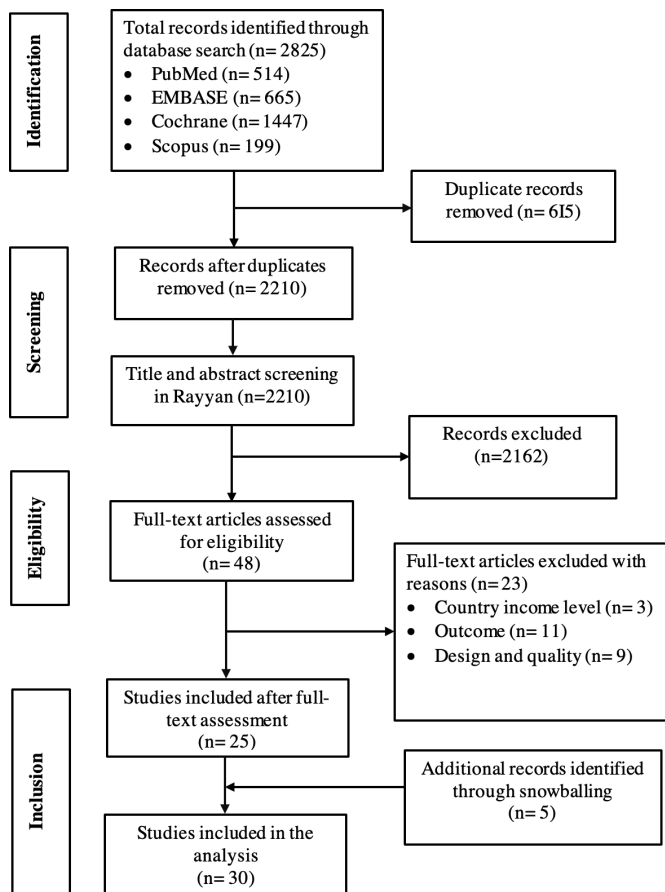 Identification
Total records identified through
database search (n= 2825)
• PubMed (n= 514)
• EMBASE (n= 665)
• Cochrane (n= 1447)
• Scopus (n= 199)
Duplicate records
removed (n= 6I5)
Screening
Records after duplicates
removed (n= 2210)
Title and abstract screening
in Rayyan (n=2210)
Records excluded
(n=2162)
Eligibility
Full-text articles assessed
for eligibility
(n= 48)
Full-text articles excluded with
reasons (n= 23)
• Country income level (n= 3)
• Outcome (n= 11)
• Design and quality (n= 9)
Inclusion
Studies included after full-
text assessment
(n= 25)
Additional records identified
through snowballing
(n= 5)
Studies included in the
analysis
(n= 30)